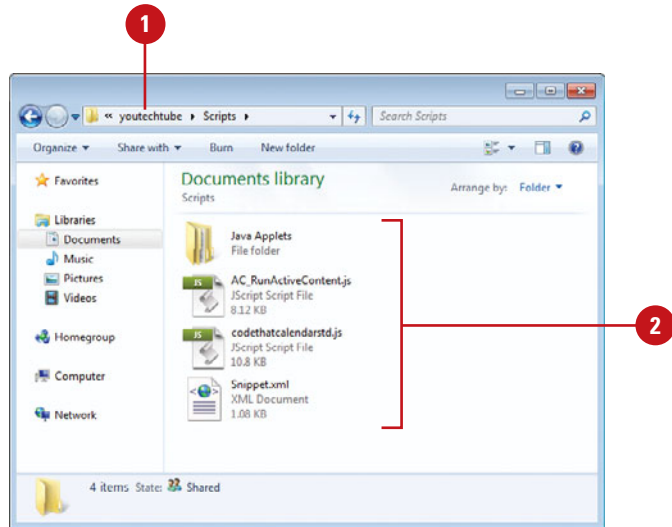 1
« youtechtube ▸ Scripts ▸
Search Scripts
Organize ▾ Share with ▾ Burn New folder
Favorites
Libraries
Documents
Music
Pictures
Videos
Homegroup
Computer
Network
Documents library
Scripts
Arrange by: Folder ▾
Java Applets
File folder
JS
AC_RunActiveContent.js
JScript Script File
8.12 KB
JS
codethatcalendarstd.js
JScript Script File
10.8 KB
Snippet.xml
XML Document
1.08 KB
2
4 items State: Shared